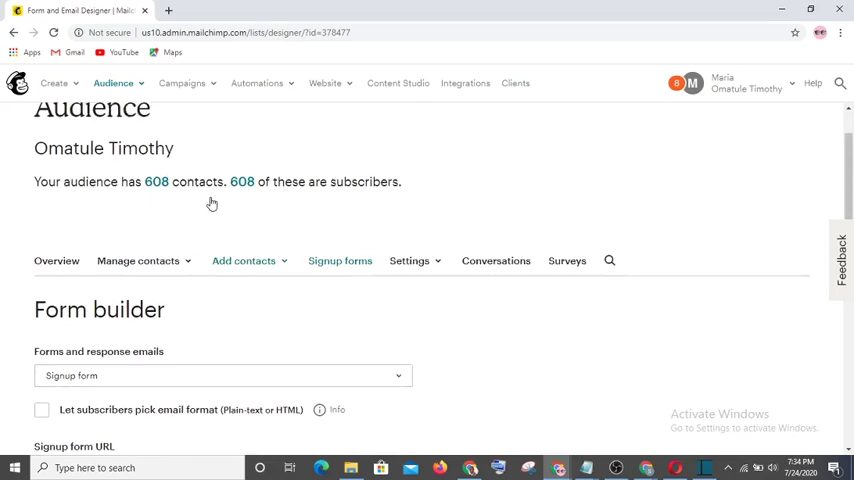 Form and Email Designer | Mailch
Not secure | us10.admin.mailchimp.com/lists/designer/?id=378477
Apps Gmail YouTube Maps
Create Audience Campaigns Automations Website Content Studio Integrations Clients 8 M Maria Help
Omatule Timothy
Audience
Omatule Timothy
Your audience has 608 contacts. 608 of these are subscribers.
Feedback
Overview Manage contacts Add contacts Signup forms Settings Conversations Surveys
Form builder
Forms and response emails
Signup form
Let subscribers pick email format (Plain-text or HTML) Info
Activate Windows
Go to Settings to activate Windows.
Signup form URL
Type here to search
7:34 PM
7/24/2020
1